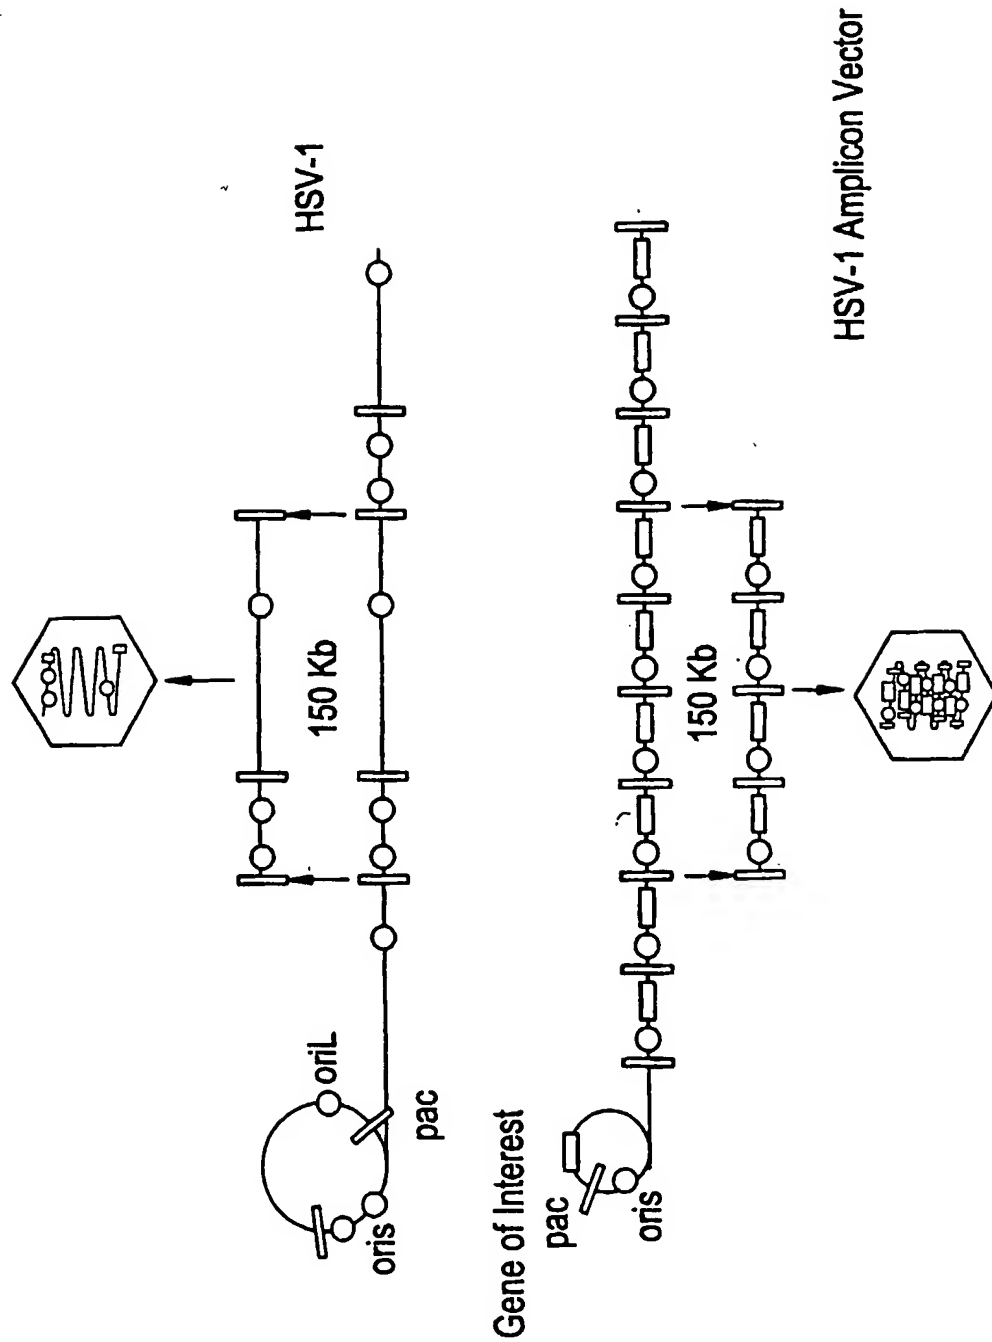 HSV-1
150 Kb
oriL
oris
pac
Gene of Interest
pac
oris
150 Kb
HSV-1 Amplicon Vector